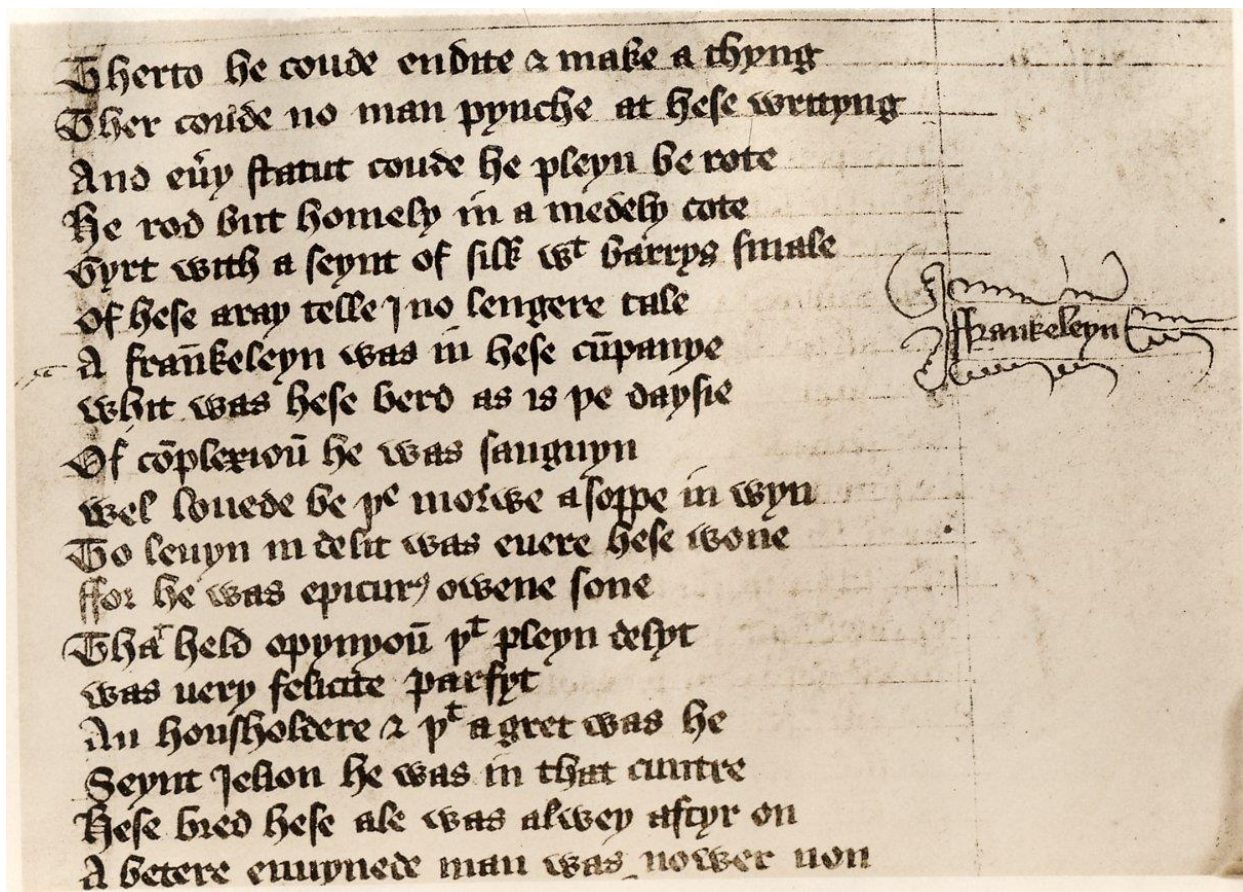 Therto he coude endite & make a thyng
Ther coude no man pynche at hese writyng
And eu̓y statut coude he pleyn be rote
He rod but homely in a medely cote
Gyrt with a seynt of silk wᵗ barrys smale
Of hese aray telle I no lengere tale
A frañkeleyn was in hese cūpanye
whit was hese berd as is þe daysie
Of cōplexioū he was sanguyn
wel louede be þᵉ morwe a soppe in wyn
To leuyn in delit was euere hese wone
ffor he was epicurꝰ owene sone
Thaᵗ held opynyoū þᵗ pleyn delyt
was uery felicite parfyt
An housholdere & þᵗ a gret was he
Seynt Jelion he was in that cuntre
Hese bred hese ale was alwey aftyr on
A betere enuynede man was nower non
ffrankeleyn